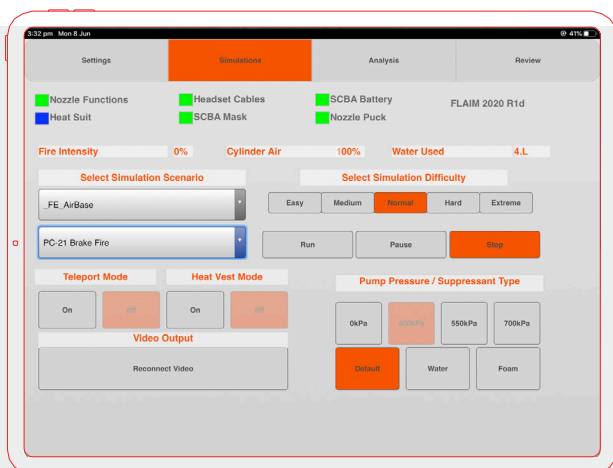 3:32 pm Mon 8 Jun
41%
Settings
Simulations
Analysis
Review
Nozzle Functions
Headset Cables
SCBA Battery
FLAIM 2020 R1d
Heat Suit
SCBA Mask
Nozzle Puck
Fire Intensity 0% Cylinder Air 100% Water Used 4.L
Select Simulation Scenario
Select Simulation Difficulty
_FE_AirBase
Easy Medium Normal Hard Extreme
PC-21 Brake Fire
Run Pause Stop
Teleport Mode
Heat Vest Mode
Pump Pressure / Suppressant Type
On Off On Off
0kPa 400kPa 550kPa 700kPa
Video Output
Reconnect Video
Default Water Foam